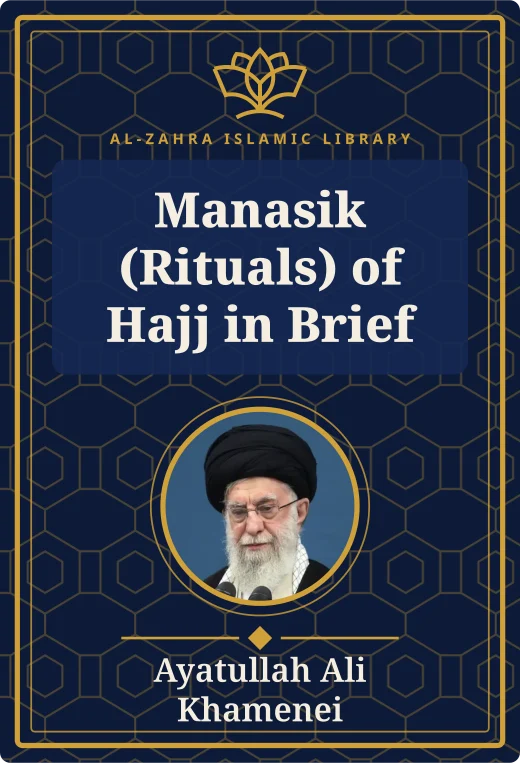 AL-ZAHRA ISLAMIC LIBRARY
Manasik
(Rituals) of
Hajj in Brief
Ayatullah Ali
Khamenei